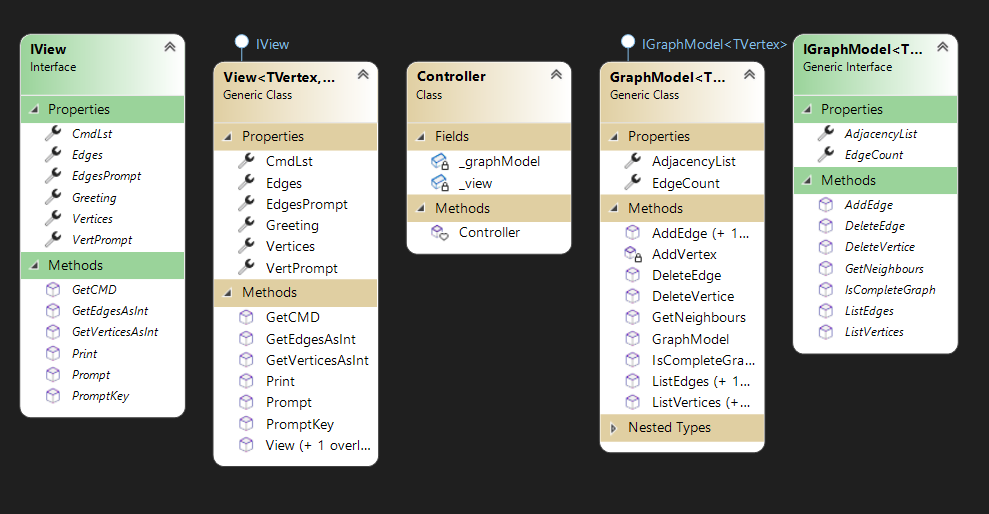 IView
Interface
Properties
CmdLst
Edges
EdgesPrompt
Greeting
Vertices
VertPrompt
Methods
GetCMD
GetEdgesAsInt
GetVerticesAsInt
Print
Prompt
PromptKey
IView
View<TVertex,...
Generic Class
Properties
CmdLst
Edges
EdgesPrompt
Greeting
Vertices
VertPrompt
Methods
GetCMD
GetEdgesAsInt
GetVerticesAsInt
Print
Prompt
PromptKey
View (+ 1 overl...
Controller
Class
Fields
_graphModel
_view
Methods
Controller
IGraphModel<TVertex>
GraphModel<T...
Generic Class
Properties
AdjacencyList
EdgeCount
Methods
AddEdge (+ 1...
AddVertex
DeleteEdge
DeleteVertice
GetNeighbours
GraphModel
IsCompleteGra...
ListEdges (+ 1...
ListVertices (+...
Nested Types
IGraphModel<T...
Generic Interface
Properties
AdjacencyList
EdgeCount
Methods
AddEdge
DeleteEdge
DeleteVertice
GetNeighbours
IsCompleteGraph
ListEdges
ListVertices